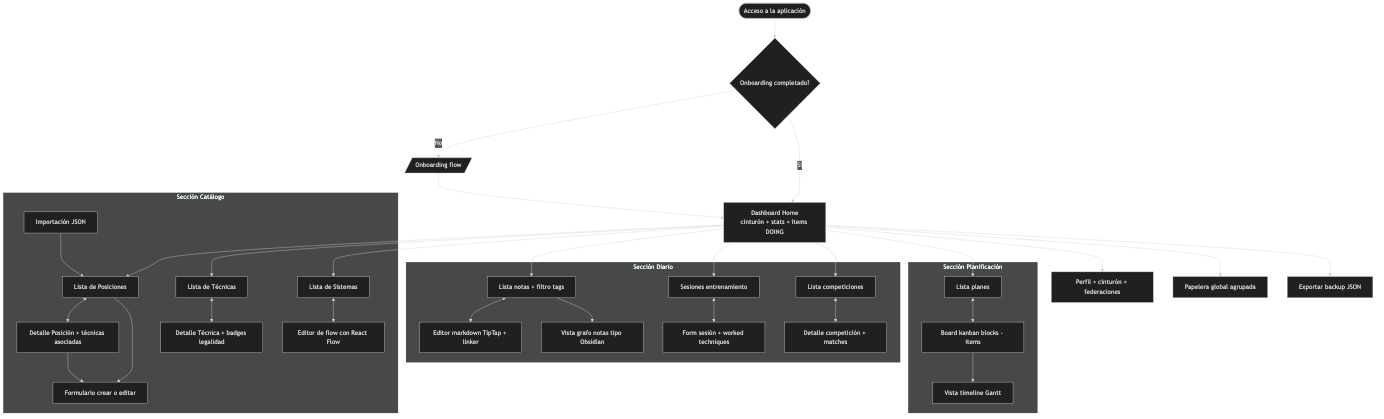 Acceso a la aplicación
Onboarding completado?
No
Sí
Onboarding flow
Sección Catálogo
Dashboard Home
cinturón + stats + items
DOING
Importación JSON
Sección Diario
Sección Planificación
Lista de Posiciones
Lista de Técnicas
Lista de Sistemas
Lista notas + filtro tags
Sesiones entrenamiento
Lista competiciones
Lista planes
Perfil + cinturón +
federaciones
Papelera global agrupada
Exportar backup JSON
Detalle Posición + técnicas
asociadas
Detalle Técnica + badges
legalidad
Editor de flow con React
Flow
Editor markdown TipTap +
linker
Vista grafo notas tipo
Obsidian
Form sesión + worked
techniques
Detalle competición +
matches
Board kanban blocks -
items
Formulario crear o editar
Vista timeline Gantt